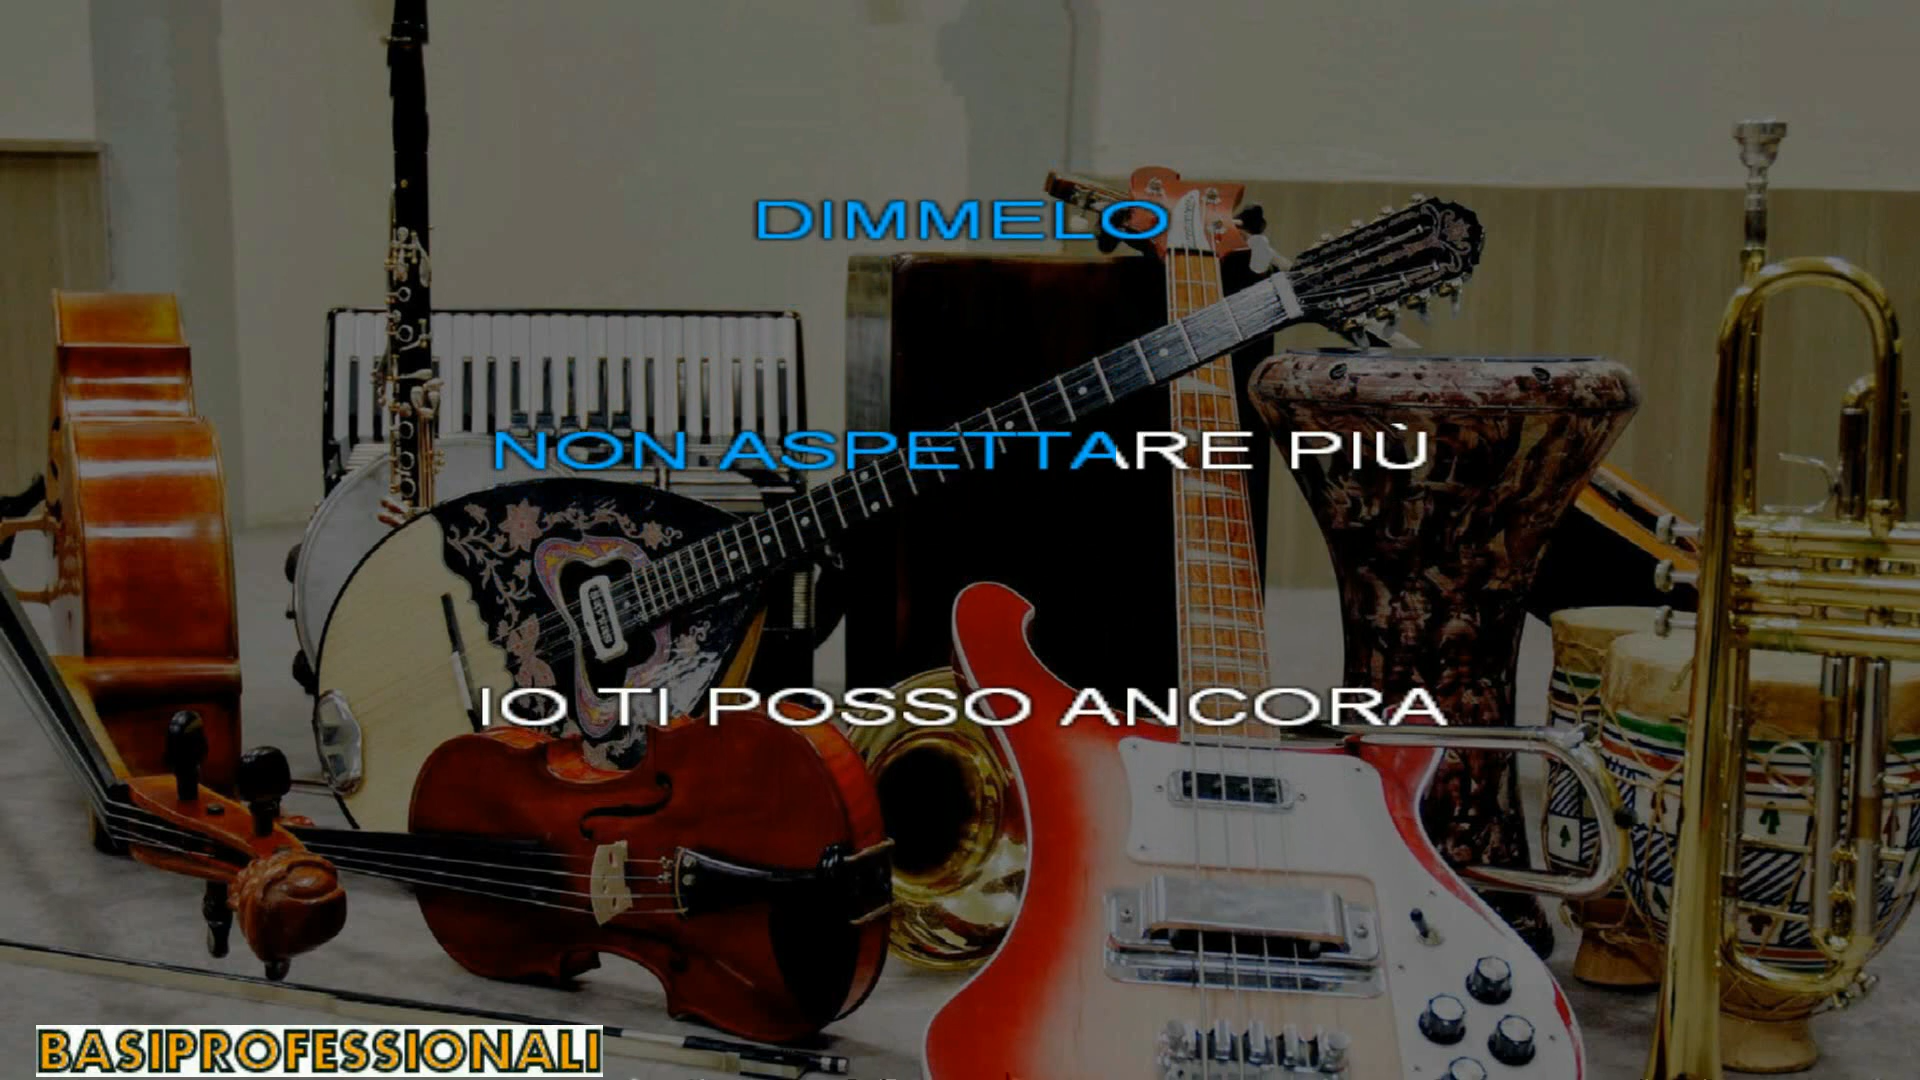 DIMMELO
NON ASPETTARE PIÙ
IO TI POSSO ANCORA
BASIPROFESSIONALI